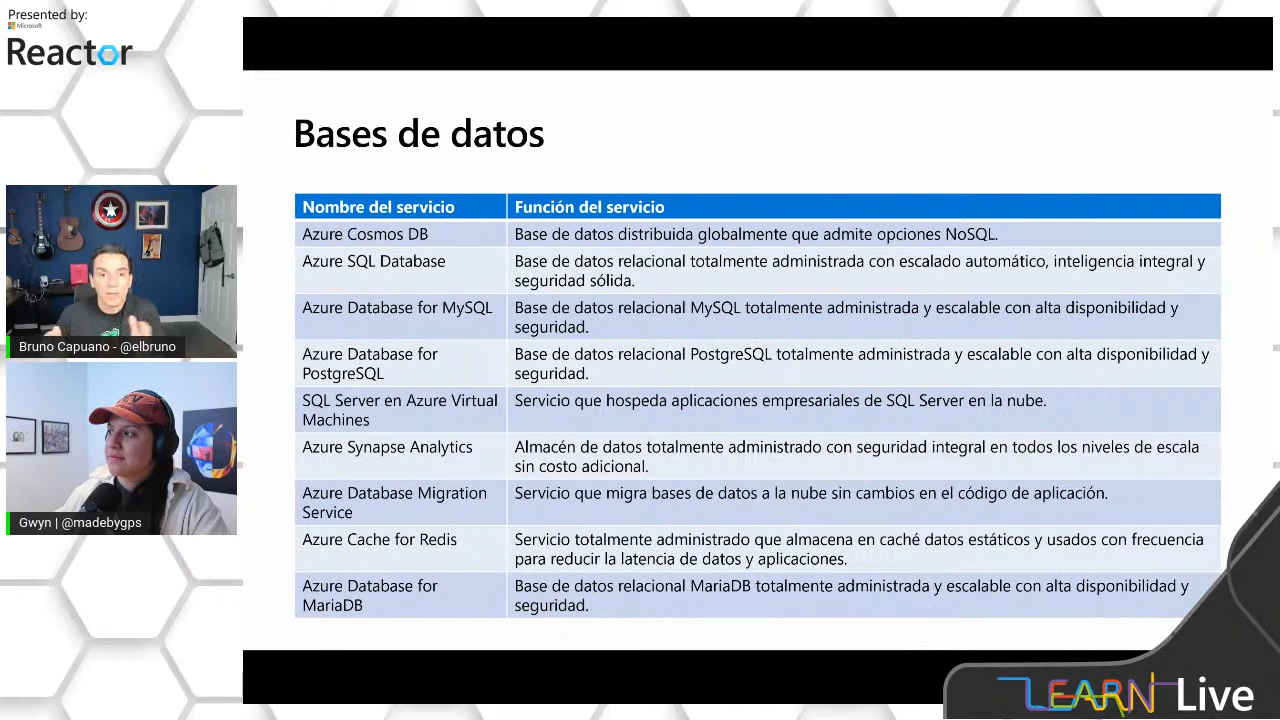 Presented by:
Microsoft
Reactor
Bases de datos
Nombre del servicio
Función del servicio
Azure Cosmos DB
Base de datos distribuida globalmente que admite opciones NoSQL.
Azure SQL Database
Base de datos relacional totalmente administrada con escalado automático, inteligencia integral y
seguridad sólida.
Azure Database for MySQL
Base de datos relacional MySQL totalmente administrada y escalable con alta disponibilidad y
seguridad.
Azure Database for
PostgreSQL
Base de datos relacional PostgreSQL totalmente administrada y escalable con alta disponibilidad y
seguridad.
SQL Server en Azure Virtual
Machines
Servicio que hospeda aplicaciones empresariales de SQL Server en la nube.
Azure Synapse Analytics
Almacén de datos totalmente administrado con seguridad integral en todos los niveles de escala
sin costo adicional.
Azure Database Migration
Service
Servicio que migra bases de datos a la nube sin cambios en el código de aplicación.
Azure Cache for Redis
Servicio totalmente administrado que almacena en caché datos estáticos y usados con frecuencia
para reducir la latencia de datos y aplicaciones.
Azure Database for
MariaDB
Base de datos relacional MariaDB totalmente administrada y escalable con alta disponibilidad y
seguridad.
Bruno Capuano - @elbruno
Gwyn | @madebygps
LEARN Live